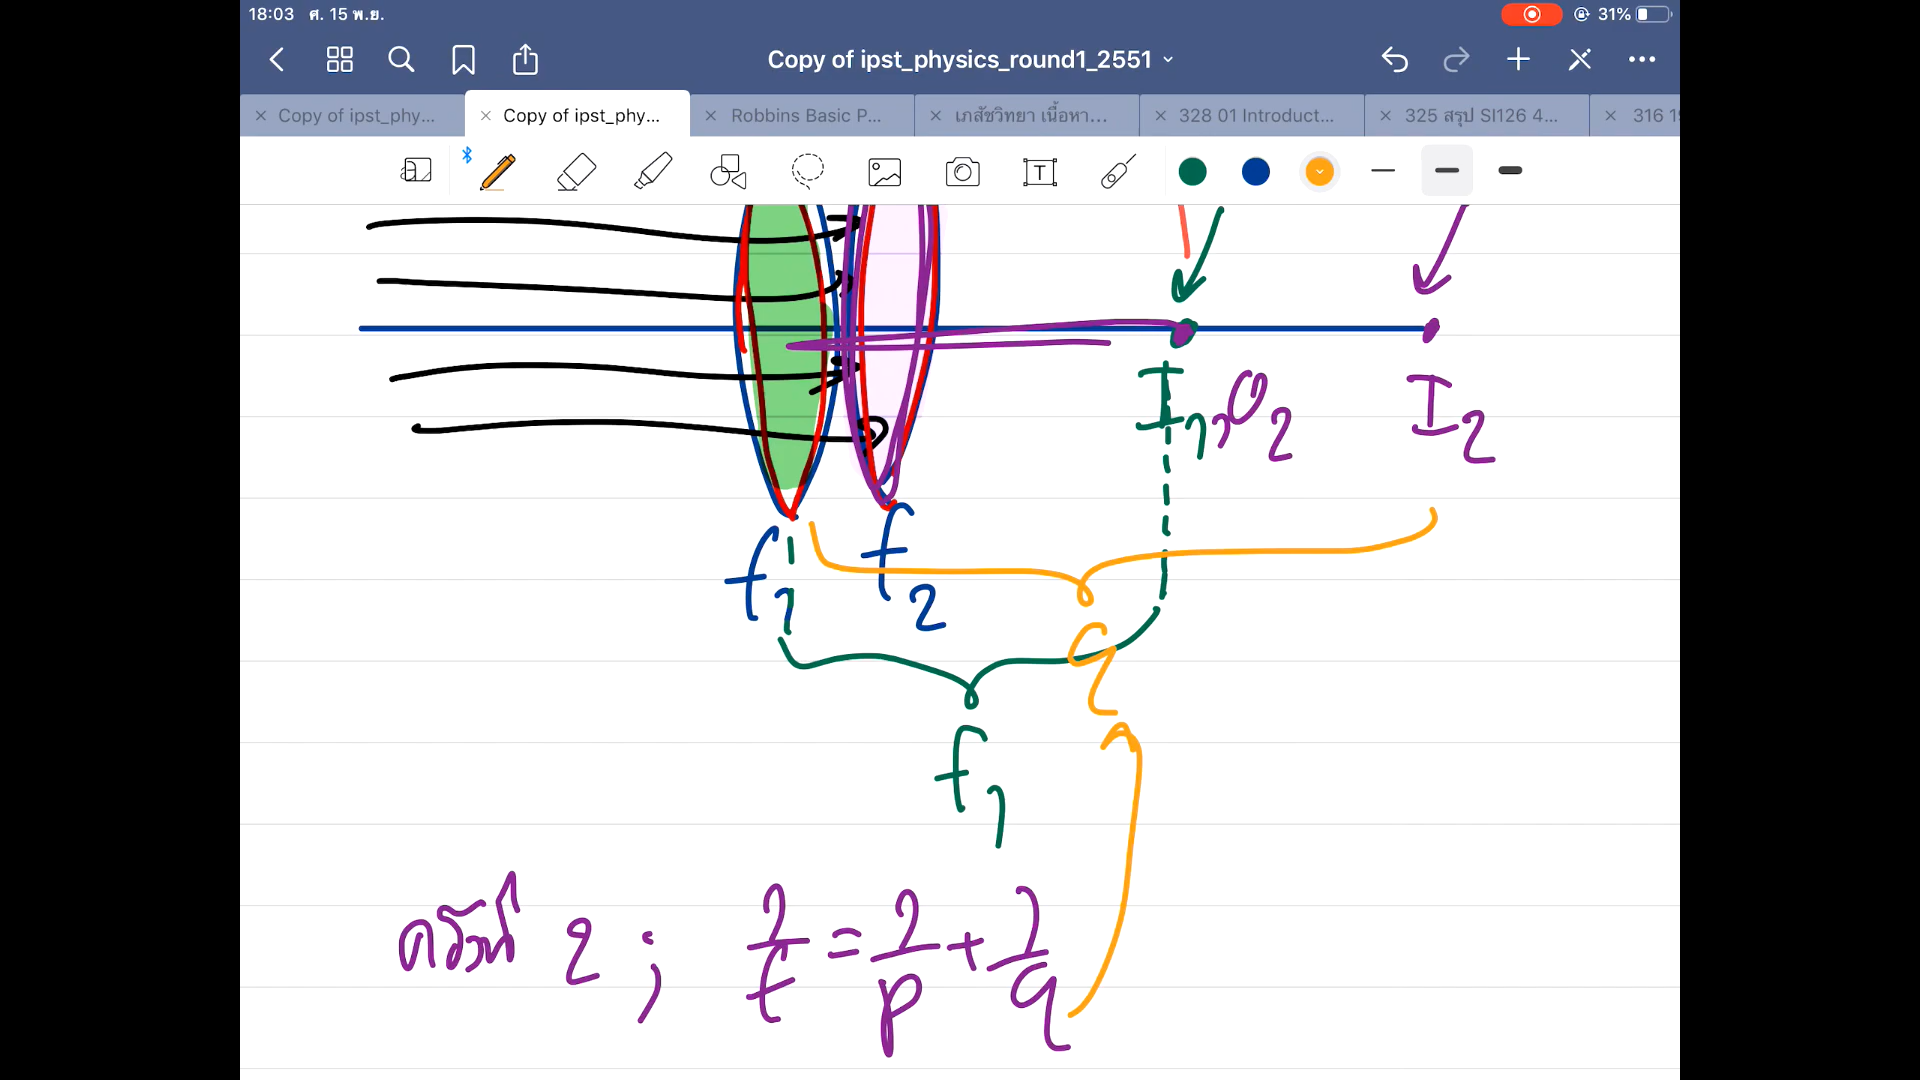 18:03 ศ. 15 พ.ย. 31%
Copy of ipst_physics_round1_2551
Copy of ipst_phy... Copy of ipst_phy... Robbins Basic P... เภสัชวิทยา เนื้อหา... 328 01 Introduct... 325 สรุป SI126 4... 316 1
T
I1, O2 I2
f1 f2
q
f1
ครั้งที่ 2 ; 1/f = 1/p + 1/q